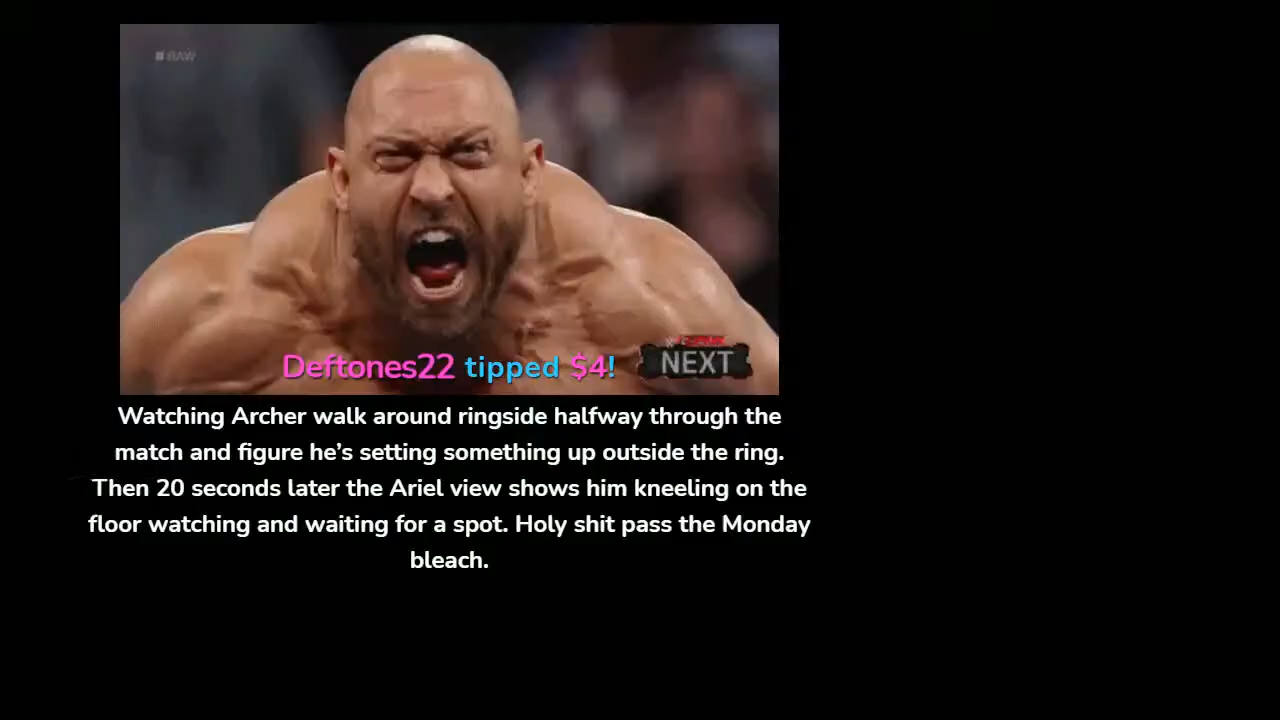 #RAW
Deftones22 tipped $4!
RAW
NEXT
Watching Archer walk around ringside halfway through the
match and figure he’s setting something up outside the ring.
Then 20 seconds later the Ariel view shows him kneeling on the
floor watching and waiting for a spot. Holy shit pass the Monday
bleach.